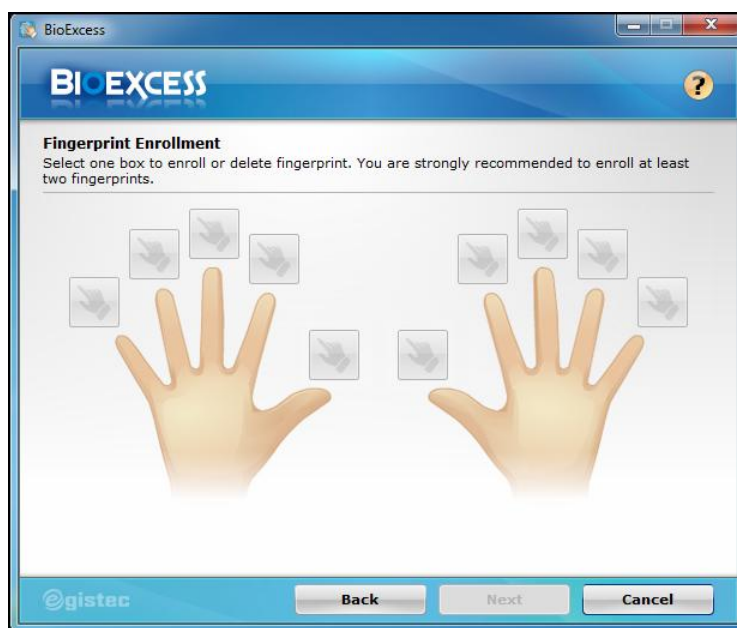 BioExcess
BIOEXCESS
?
Fingerprint Enrollment
Select one box to enroll or delete fingerprint. You are strongly recommended to enroll at least
two fingerprints.
egistec
Back
Next
Cancel